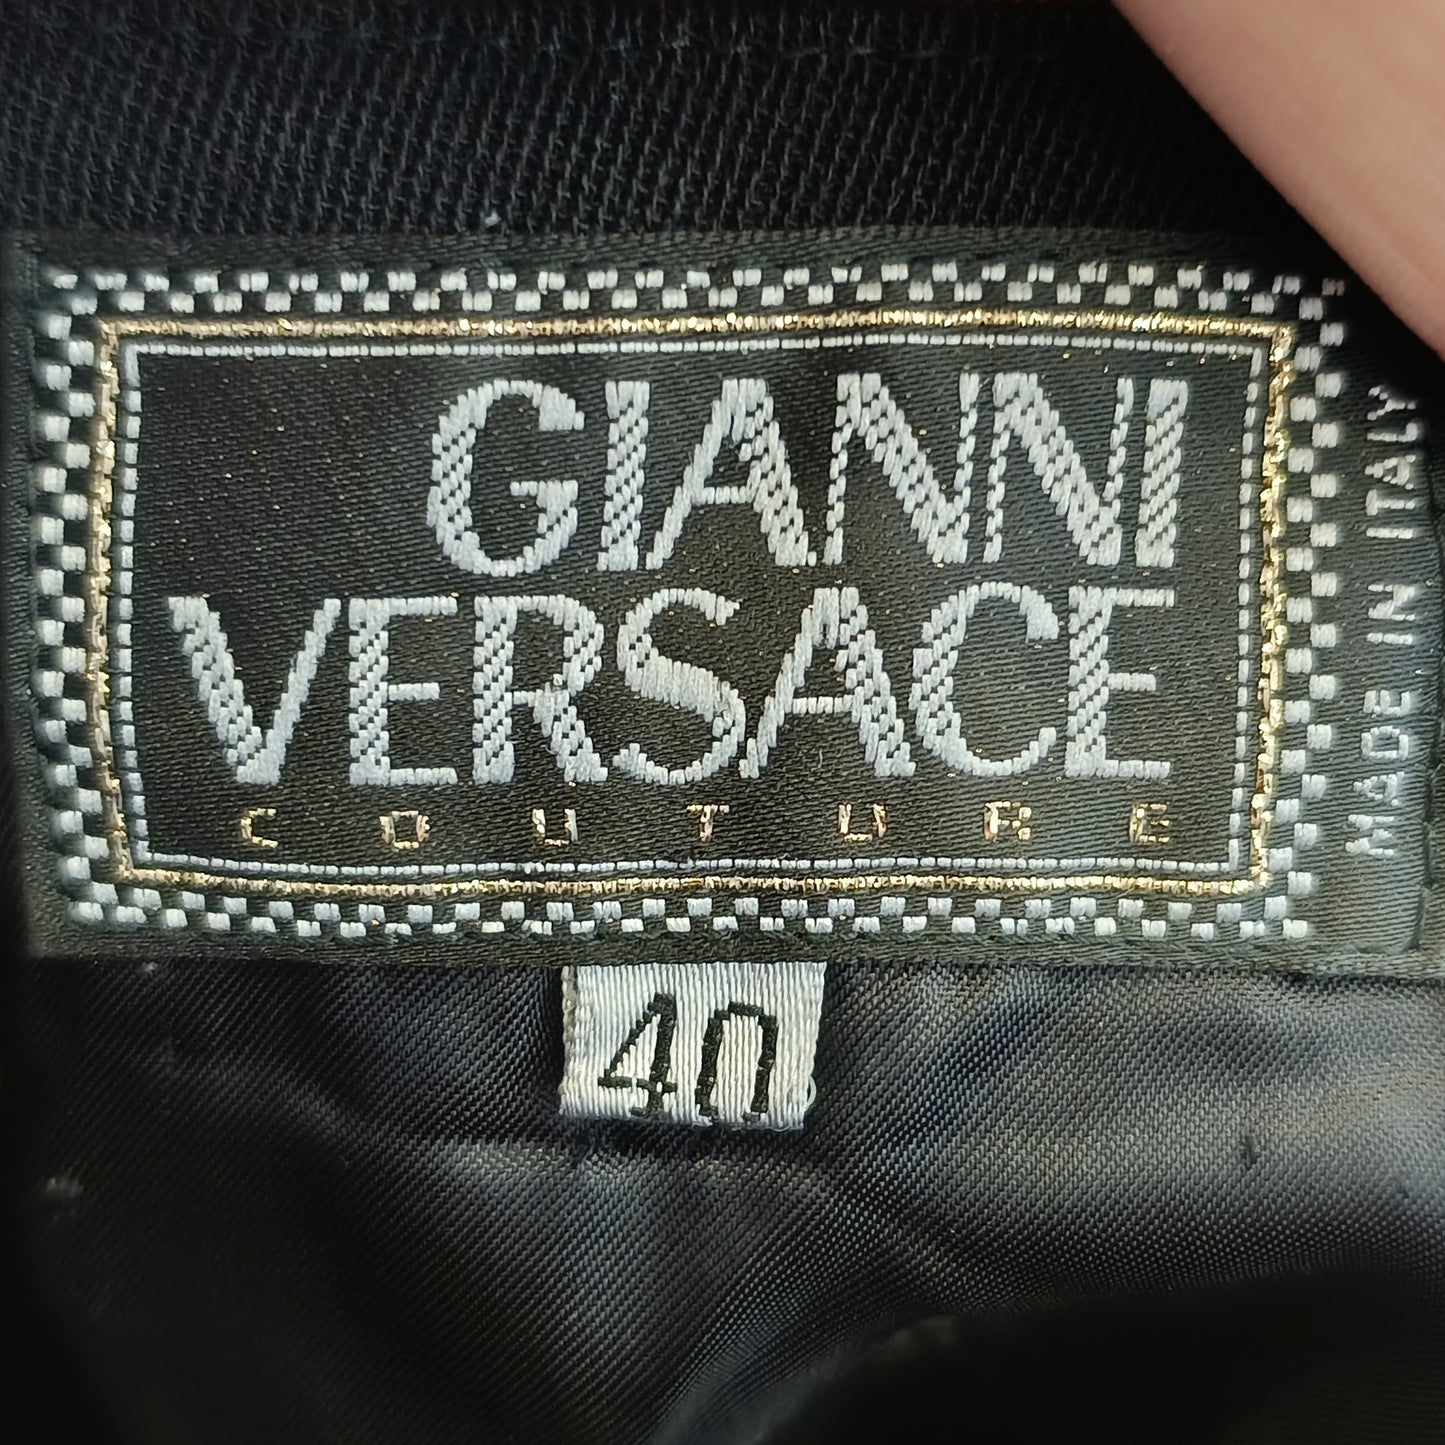 GIANNI
VERSACE
COUTURE
MADE IN ITALY
40